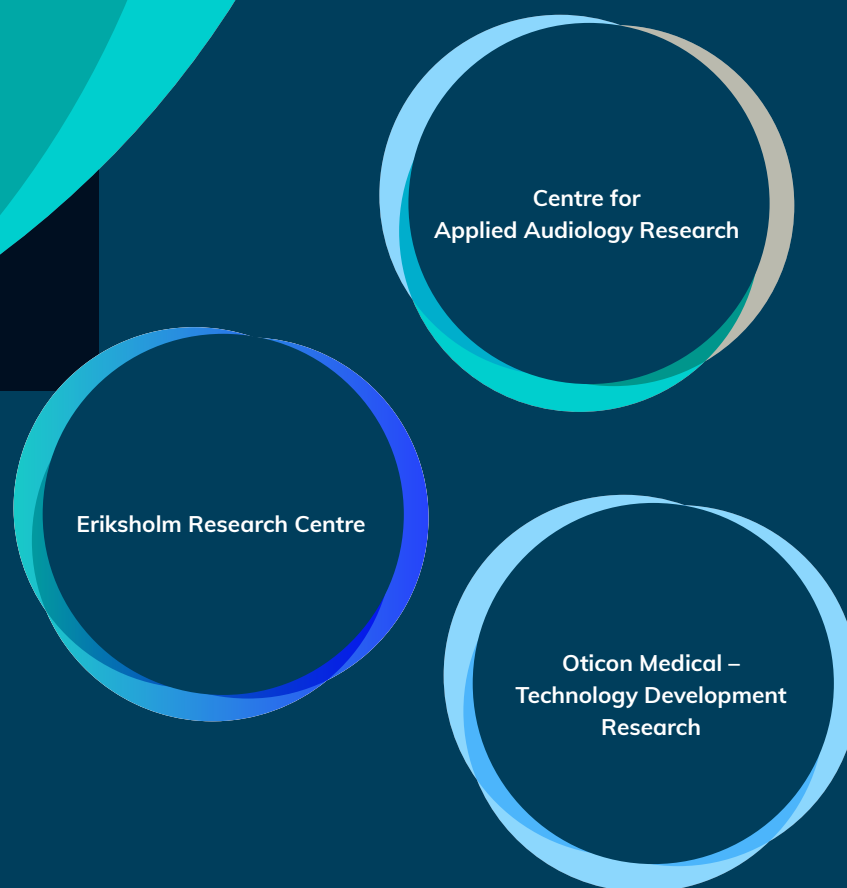 Centre for
Applied Audiology Research
Eriksholm Research Centre
Oticon Medical –
Technology Development
Research